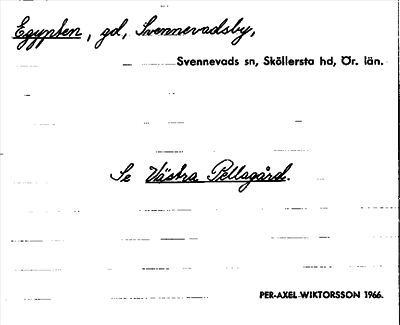 Egypten, gd, Svennevadsby,
Svennevads sn, Sköllersta hd, Ör. län.
Se Västra Pellagård.
PER-AXEL WIKTORSSON 1966.